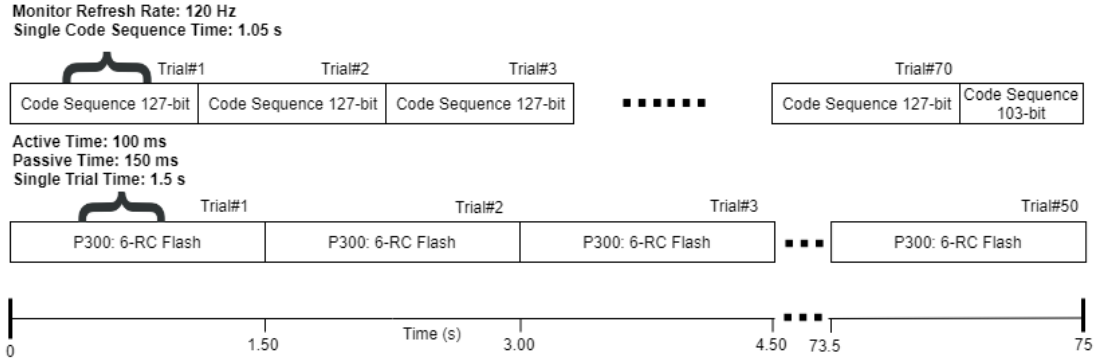 Monitor Refresh Rate: 120 Hz
Single Code Sequence Time: 1.05 s
Trial#1 Trial#2 Trial#3 Trial#70
Code Sequence 127-bit Code Sequence 127-bit Code Sequence 127-bit Code Sequence 127-bit Code Sequence
103-bit
Active Time: 100 ms
Passive Time: 150 ms
Single Trial Time: 1.5 s
Trial#1 Trial#2 Trial#3 Trial#50
P300: 6-RC Flash P300: 6-RC Flash P300: 6-RC Flash P300: 6-RC Flash
Time (s)
0 1.50 3.00 4.50 73.5 75